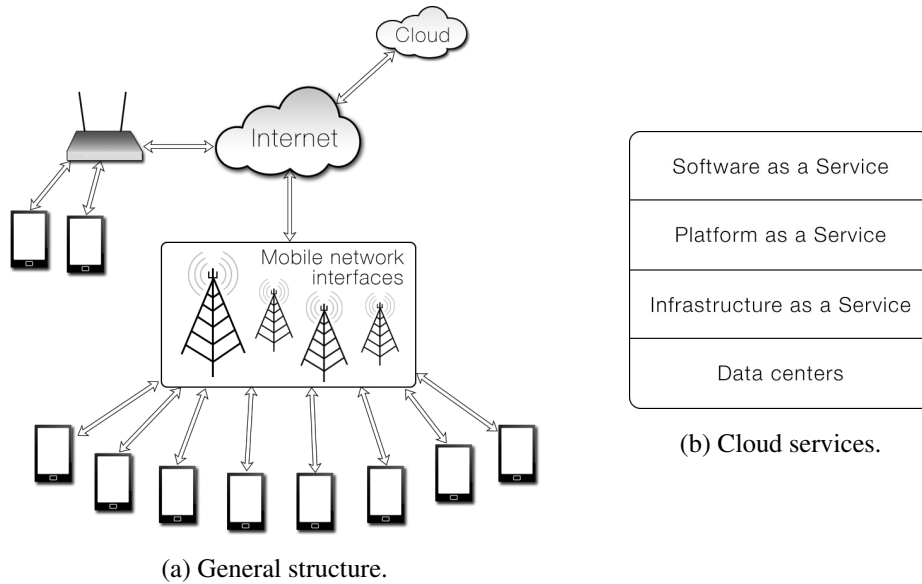 Cloud
Internet
Mobile network
interfaces
(a) General structure.
Software as a Service
Platform as a Service
Infrastructure as a Service
Data centers
(b) Cloud services.